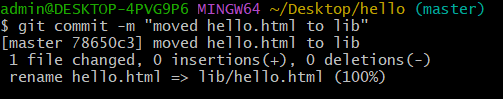 admin@DESKTOP-4PVG9P6 MINGW64 ~/Desktop/hello (master)
$ git commit -m "moved hello.html to lib"
[master 78650c3] moved hello.html to lib
 1 file changed, 0 insertions(+), 0 deletions(-)
 rename hello.html => lib/hello.html (100%)